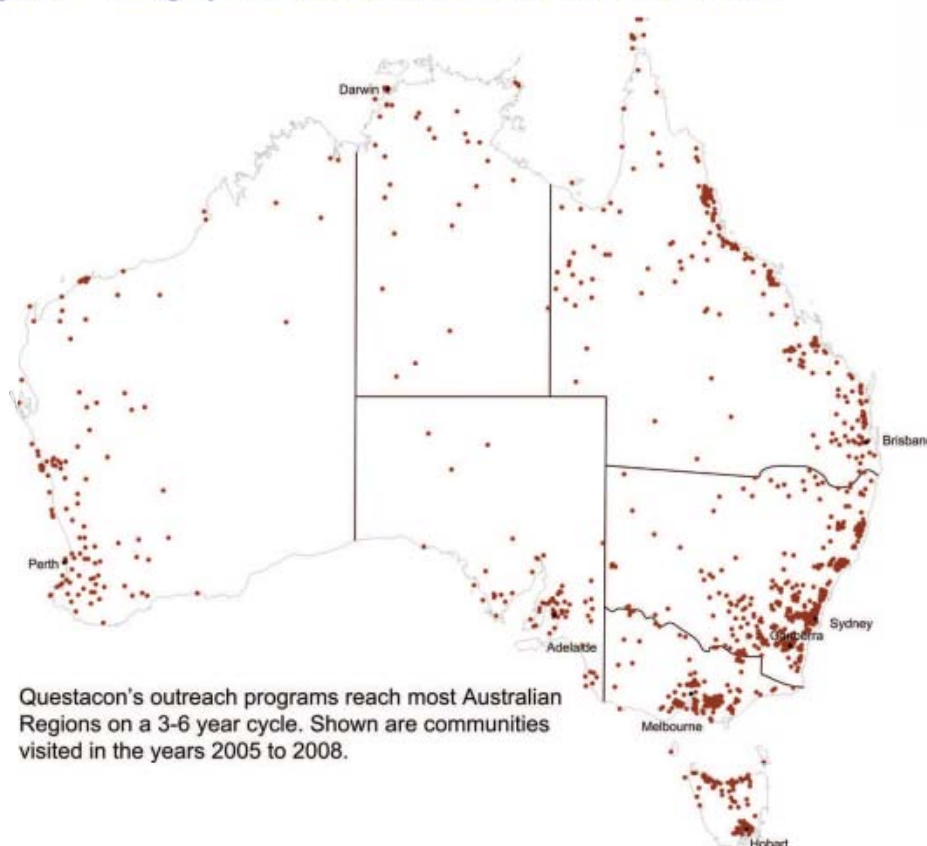 Darwin
Brisban
Perth
Sydney
Canberra
Adelaide
Melbourne
Questacon's outreach programs reach most Australian
Regions on a 3-6 year cycle. Shown are communities
visited in the years 2005 to 2008.
Hobart